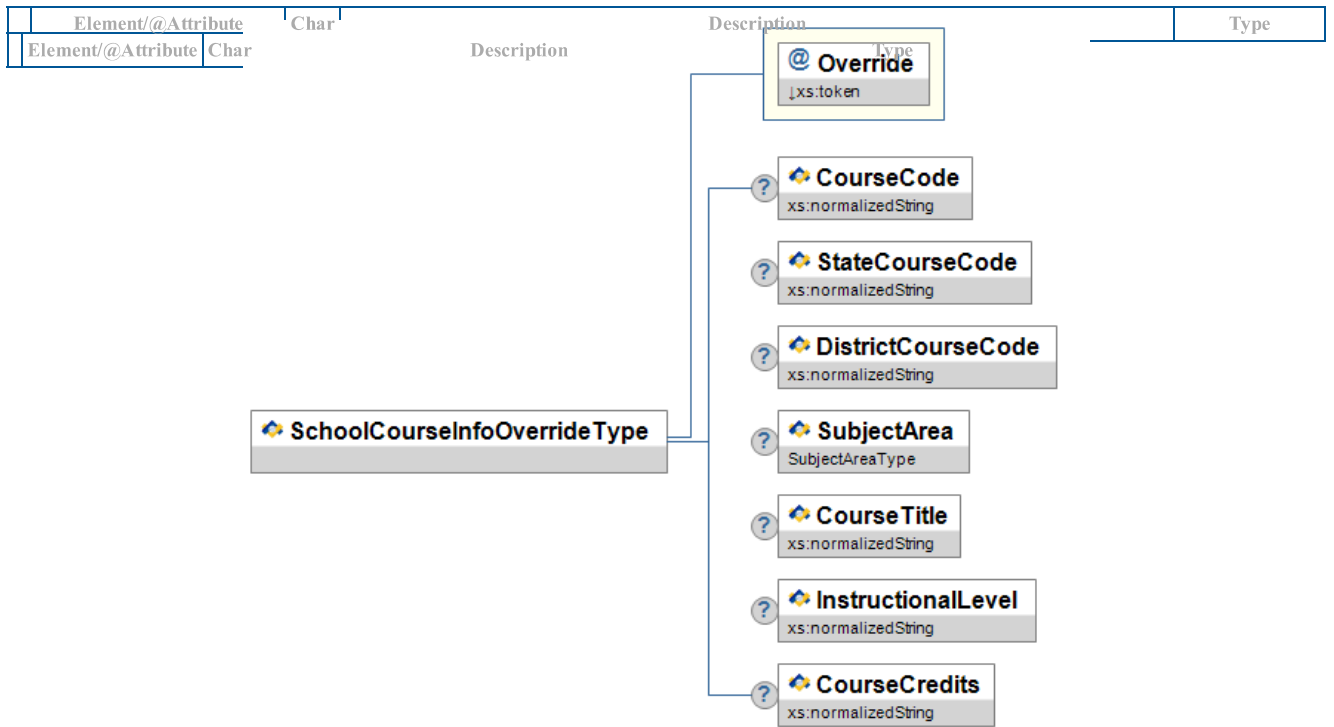 Element/@Attribute Char Description Type
Element/@Attribute Char Description Type
@ Override
↓xs:token
? CourseCode
xs:normalizedString
? StateCourseCode
xs:normalizedString
? DistrictCourseCode
xs:normalizedString
SchoolCourseInfoOverrideType
? SubjectArea
SubjectAreaType
? CourseTitle
xs:normalizedString
? InstructionalLevel
xs:normalizedString
? CourseCredits
xs:normalizedString